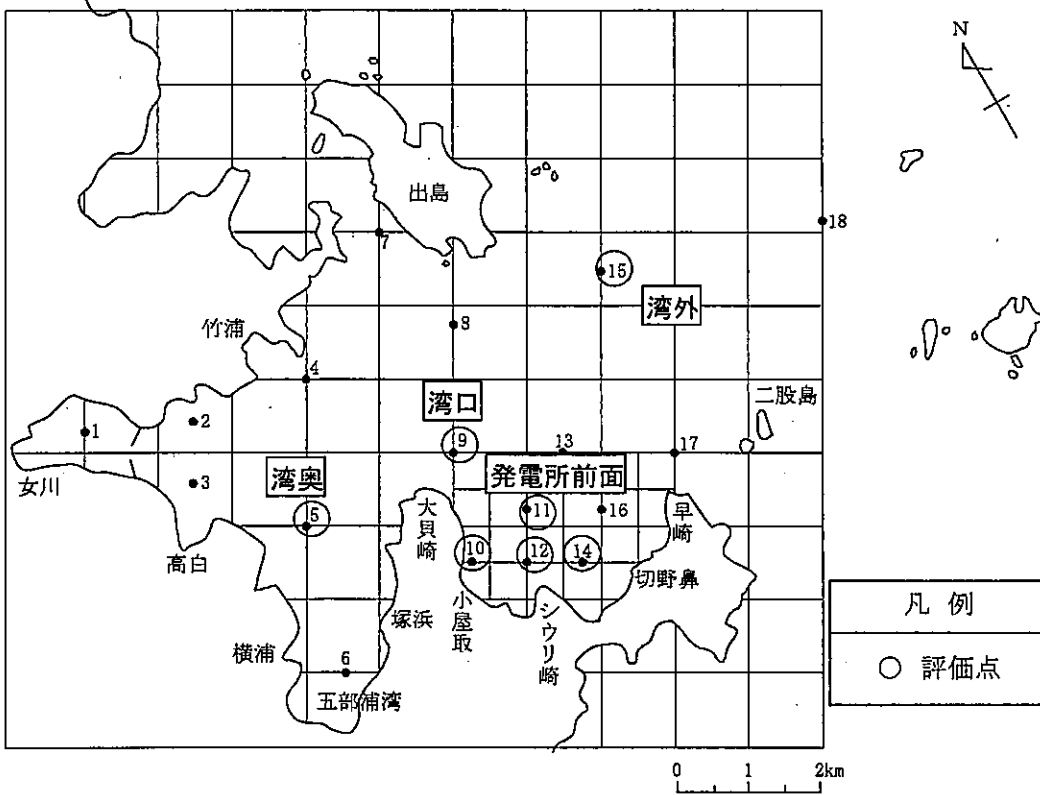 N
出島
18
7
15
湾外
竹浦
8
4
湾口
二股島
2
1
9
13
17
女川
湾奥
発電所前面
3
大貝崎
11
16
早崎
5
高白
10
12
14
切野鼻
小屋取
シウリ崎
塚浜
横浦
6
五部浦湾
凡例
○ 評価点
0 1 2km